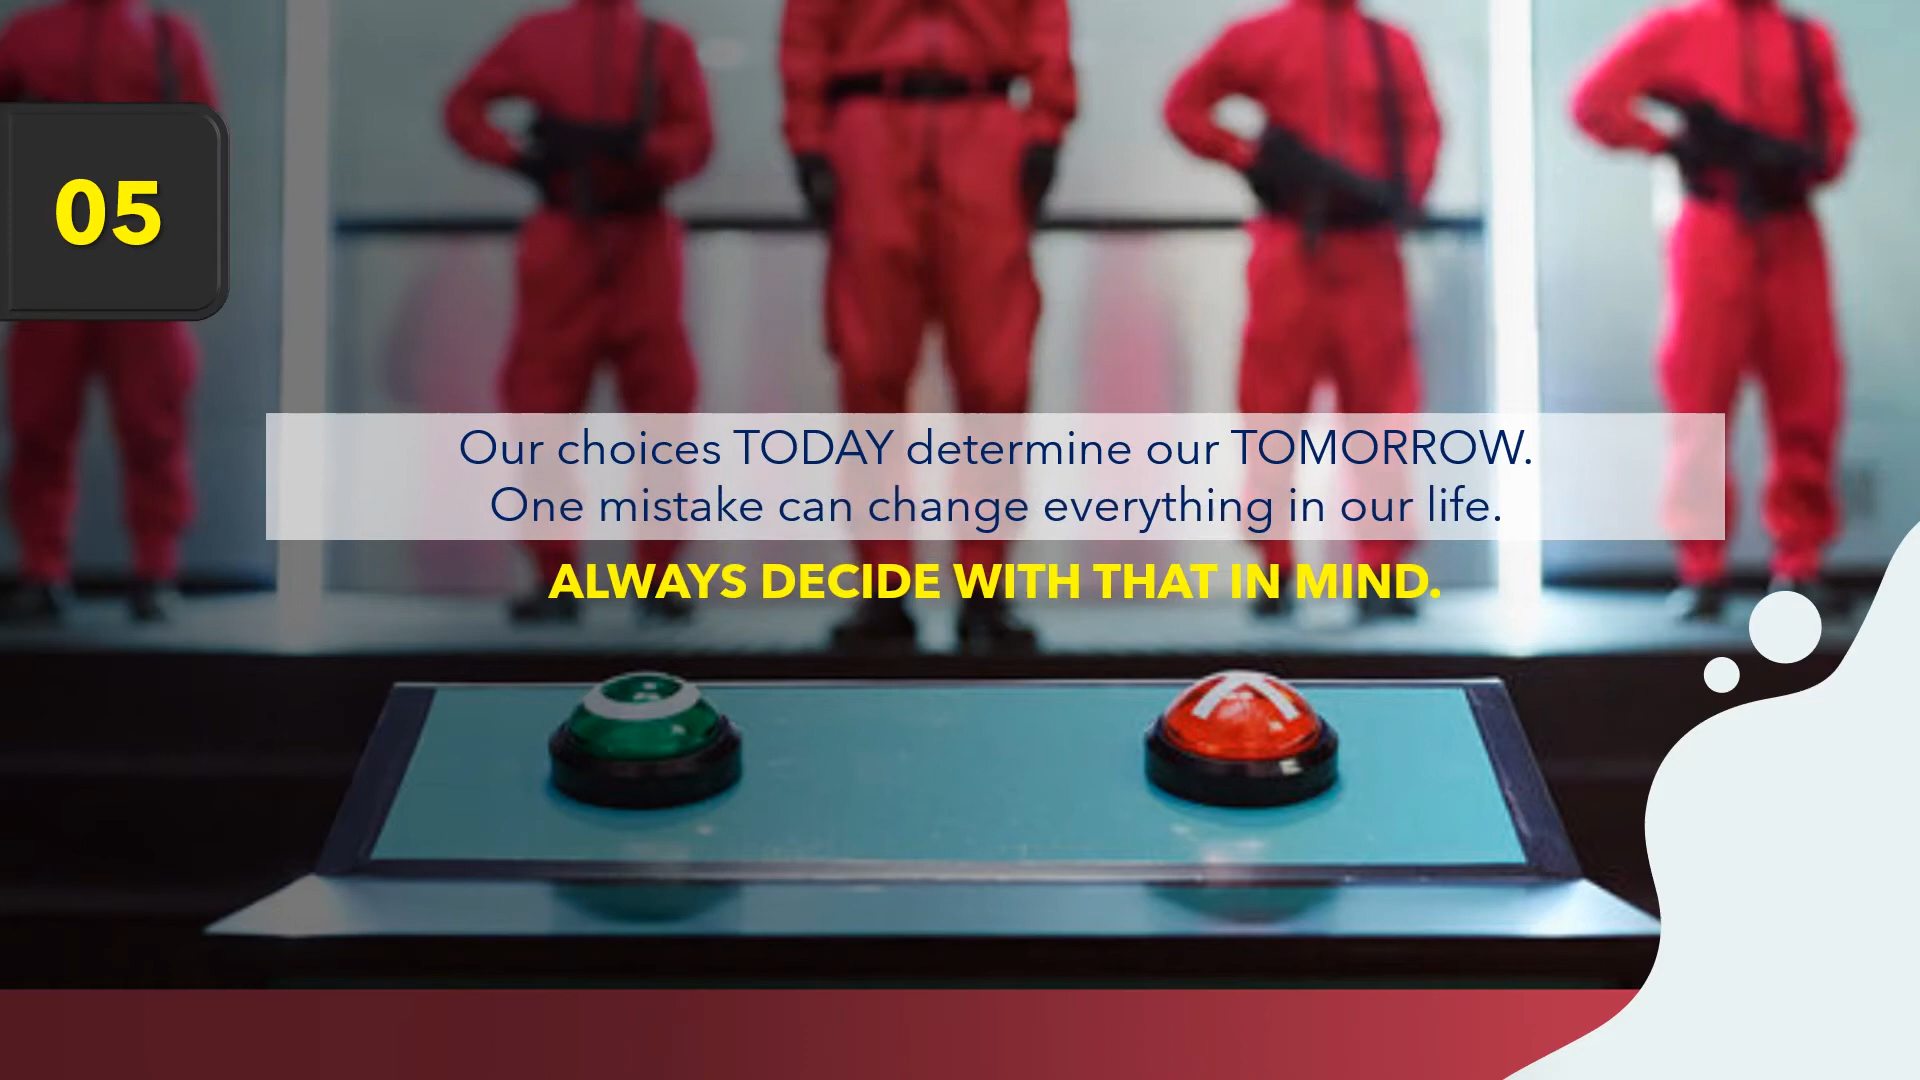 05
Our choices TODAY determine our TOMORROW.
One mistake can change everything in our life.
ALWAYS DECIDE WITH THAT IN MIND.